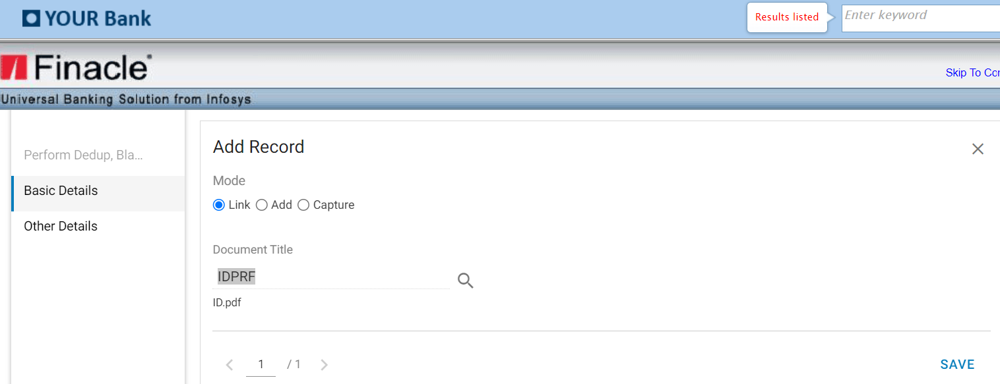 YOUR Bank
Results listed
Enter keyword
Finacle
Skip To
Universal Banking Solution from Infosys
Perform Dedup, Bla...
Basic Details
Other Details
Add Record
Mode
Link Add Capture
Document Title
IDPRF
ID.pdf
1 / 1
SAVE